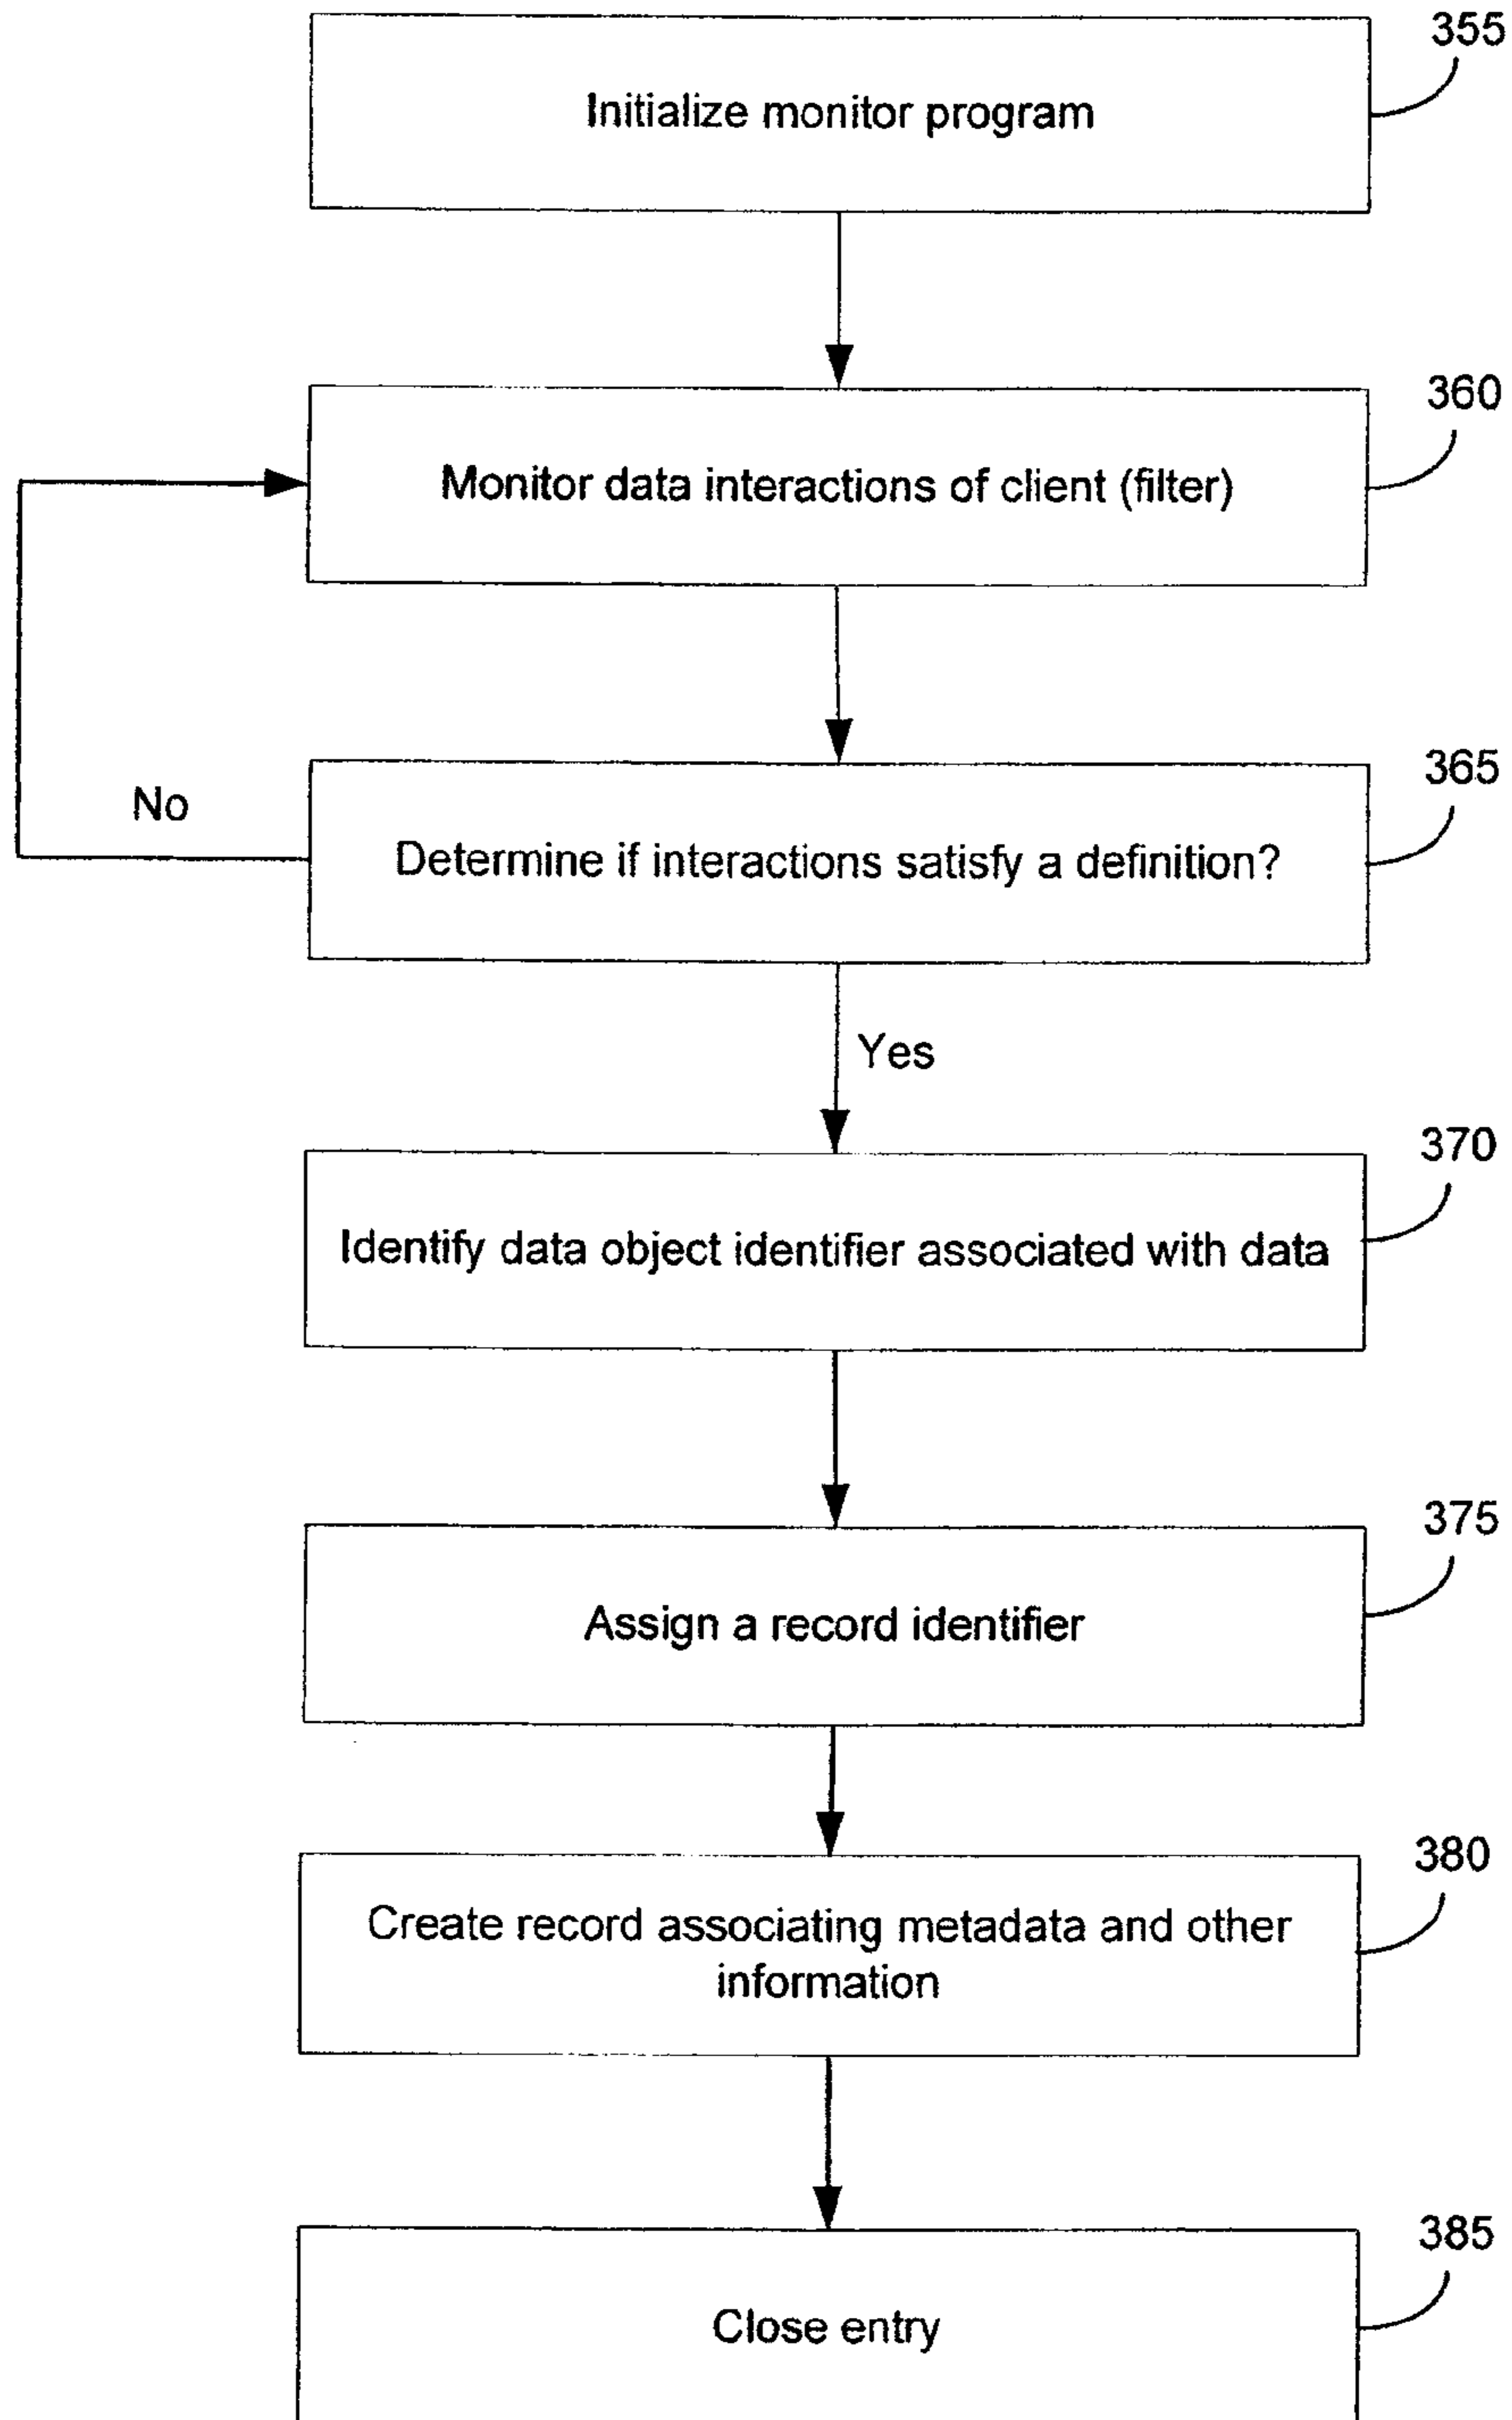 355
Initialize monitor program
360
Monitor data interactions of client (filter)
365
No
Determine if interactions satisfy a definition?
Yes
370
Identify data object identifier associated with data
375
Assign a record identifier
380
Create record associating metadata and other
information
385
Close entry